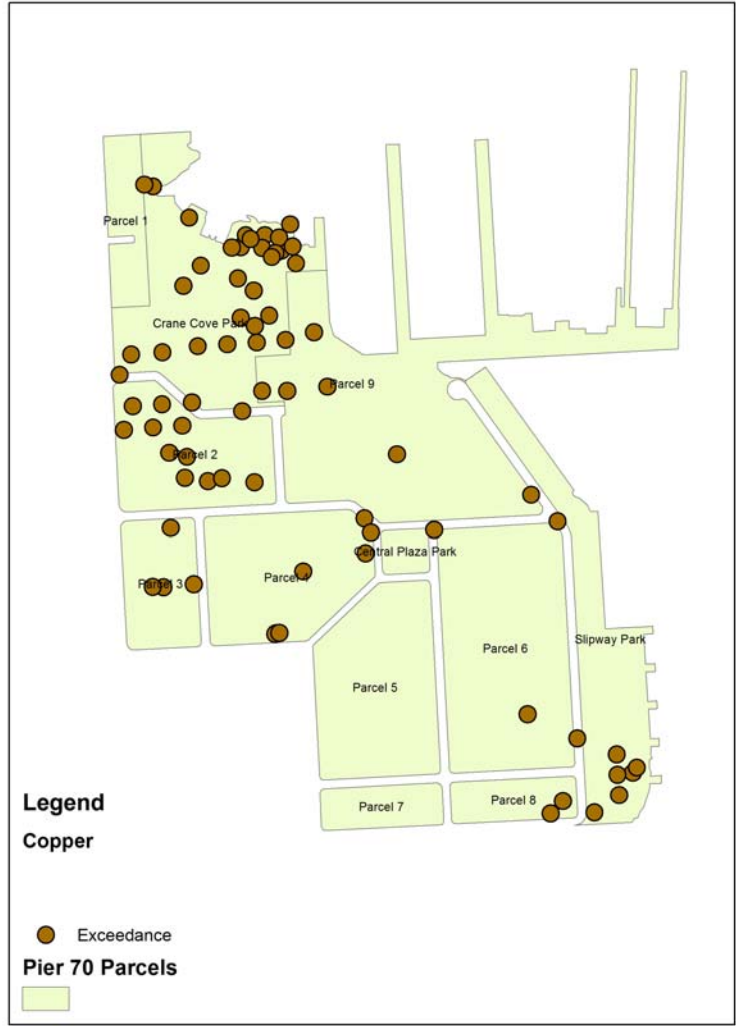 Parcel 1
Crane Cove Park
Parcel 9
Parcel 2
Central Plaza Park
Parcel 3
Parcel 4
Slipway Park
Parcel 6
Parcel 5
Parcel 7
Parcel 8
Legend
Copper
Exceedance
Pier 70 Parcels